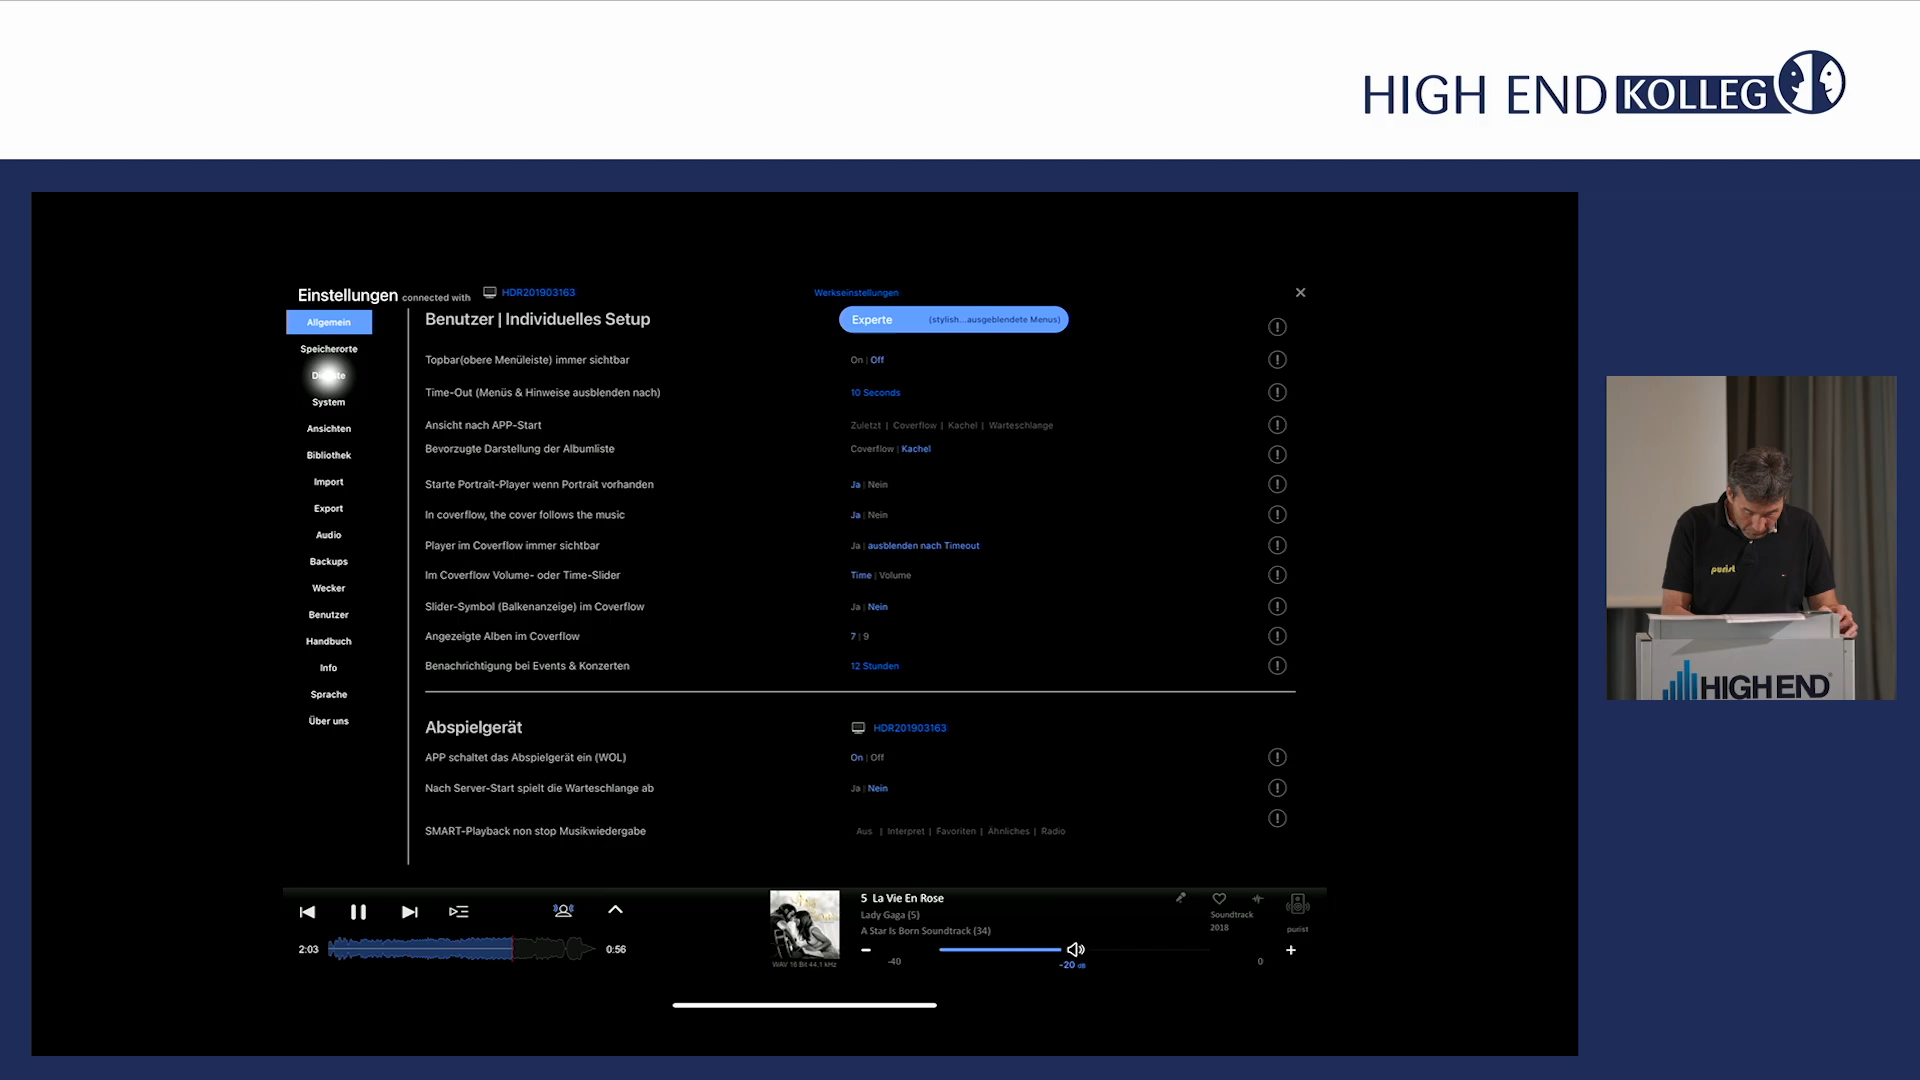 HIGH END KOLLEG
Einstellungen connected with HDR201903163
Werkseinstellungen
Allgemein
Speicherorte
System
Ansichten
Bibliothek
Import
Export
Audio
Backups
Wecker
Benutzer
Handbuch
Info
Sprache
Über uns
Benutzer | Individuelles Setup
Experte (stylish...ausgeblendete Menus)
Topbar(obere Menüleiste) immer sichtbar On | Off
Time-Out (Menüs & Hinweise ausblenden nach) 10 Seconds
Ansicht nach APP-Start Zuletzt | Coverflow | Kachel | Warteschlange
Bevorzugte Darstellung der Albumliste Coverflow | Kachel
Starte Portrait-Player wenn Portrait vorhanden Ja | Nein
In coverflow, the cover follows the music Ja | Nein
Player im Coverflow immer sichtbar Ja | ausblenden nach Timeout
Im Coverflow Volume- oder Time-Slider Time | Volume
Slider-Symbol (Balkenanzeige) im Coverflow Ja | Nein
Angezeigte Alben im Coverflow 7 | 9
Benachrichtigung bei Events & Konzerten 12 Stunden
Abspielgerät HDR201903163
APP schaltet das Abspielgerät ein (WOL) On | Off
Nach Server-Start spielt die Warteschlange ab Ja | Nein
SMART-Playback non stop Musikwiedergabe Aus | Interpret | Favoriten | Ähnliches | Radio
2:03
0:56
WAV 16 Bit 44,1 kHz
5 La Vie En Rose
Lady Gaga (5)
A Star Is Born Soundtrack (34)
-40
-20 dB
0
Soundtrack
2018
purist
purist
HIGH END